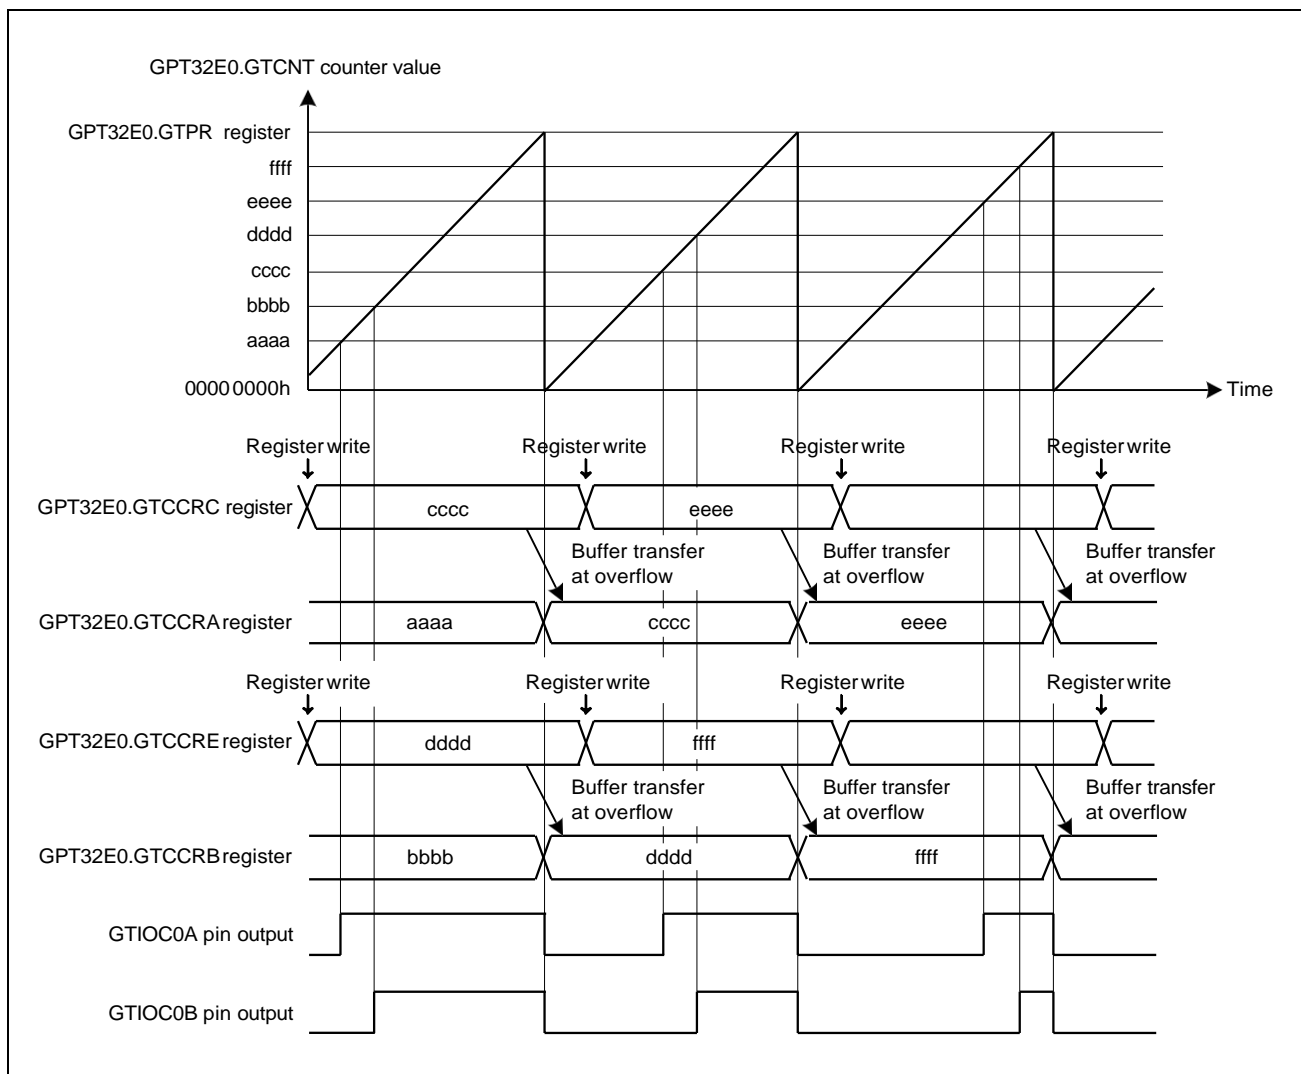 GPT32E0.GTCNT counter value
GPT32E0.GTPR register
ffff
eeee
dddd
cccc
bbbb
aaaa
00000000h
Time
Register write Register write Register write Register write
GPT32E0.GTCCRC register cccc eeee
Buffer transfer Buffer transfer Buffer transfer
at overflow at overflow at overflow
GPT32E0.GTCCRA register aaaa cccc eeee
Register write Register write Register write Register write
GPT32E0.GTCCRE register dddd ffff
Buffer transfer Buffer transfer Buffer transfer
at overflow at overflow at overflow
GPT32E0.GTCCRB register bbbb dddd ffff
GTIOC0A pin output
GTIOC0B pin output